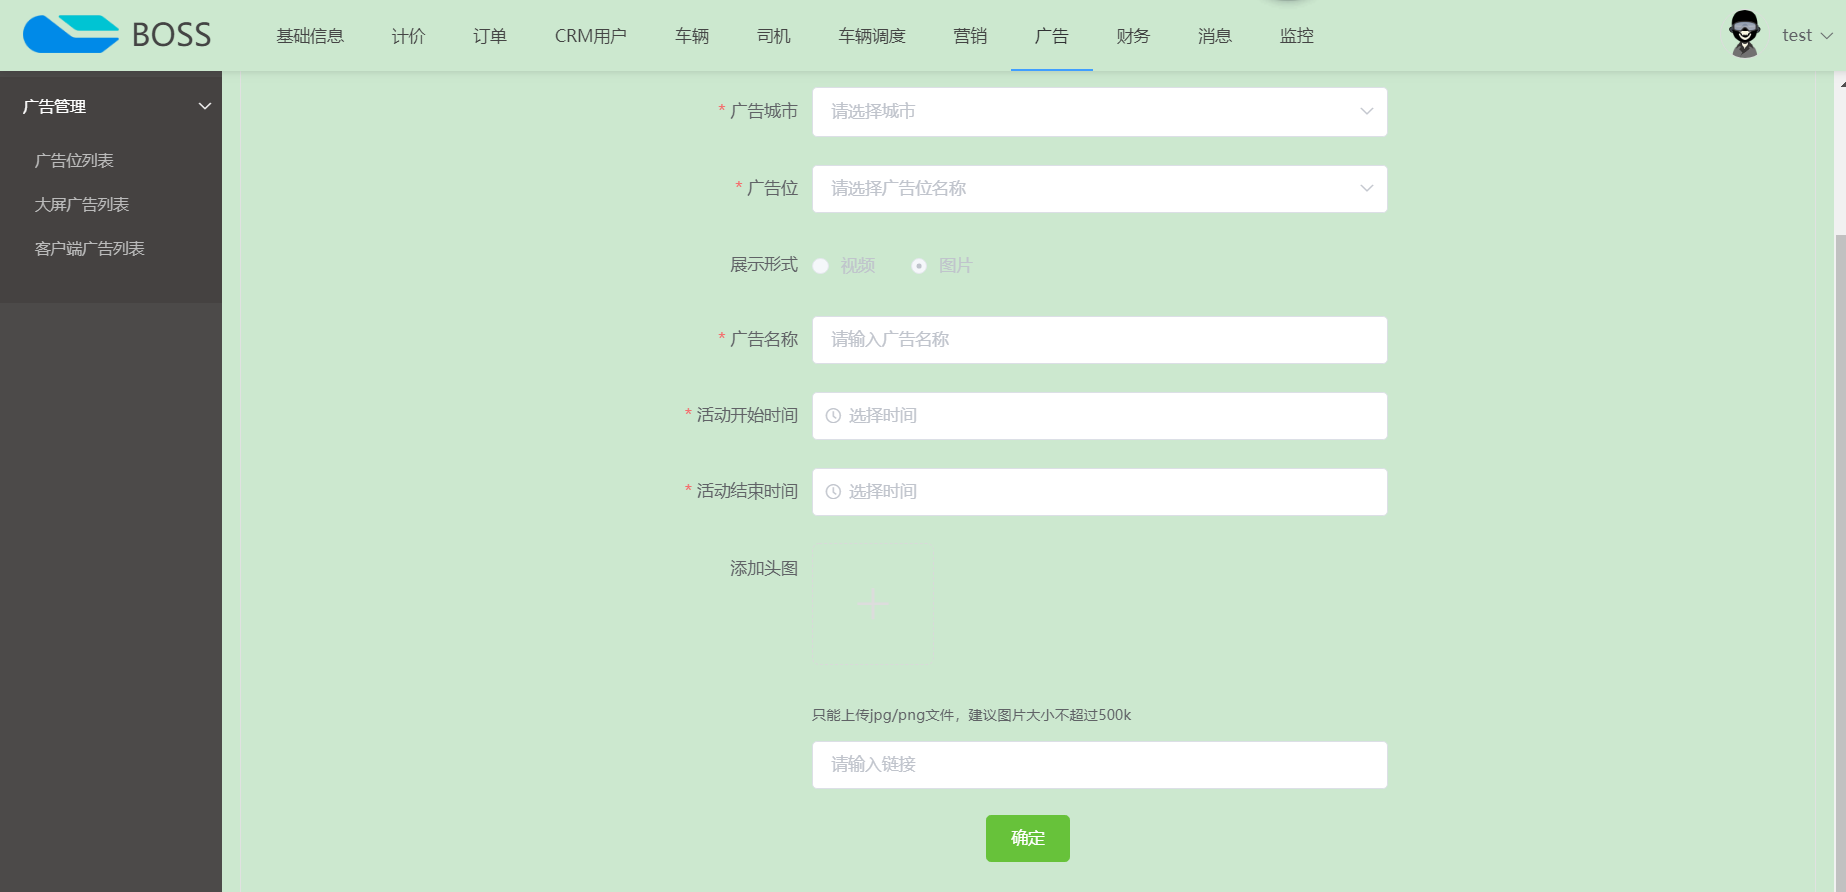 BOSS 基础信息 计价 订单 CRM用户 车辆 司机 车辆调度 营销 广告 财务 消息 监控 test
广告管理
广告位列表
大屏广告列表
客户端广告列表
* 广告城市 请选择城市
* 广告位 请选择广告位名称
展示形式 视频 图片
* 广告名称 请输入广告名称
* 活动开始时间 选择时间
* 活动结束时间 选择时间
添加头图
只能上传jpg/png文件，建议图片大小不超过500k
请输入链接
确定